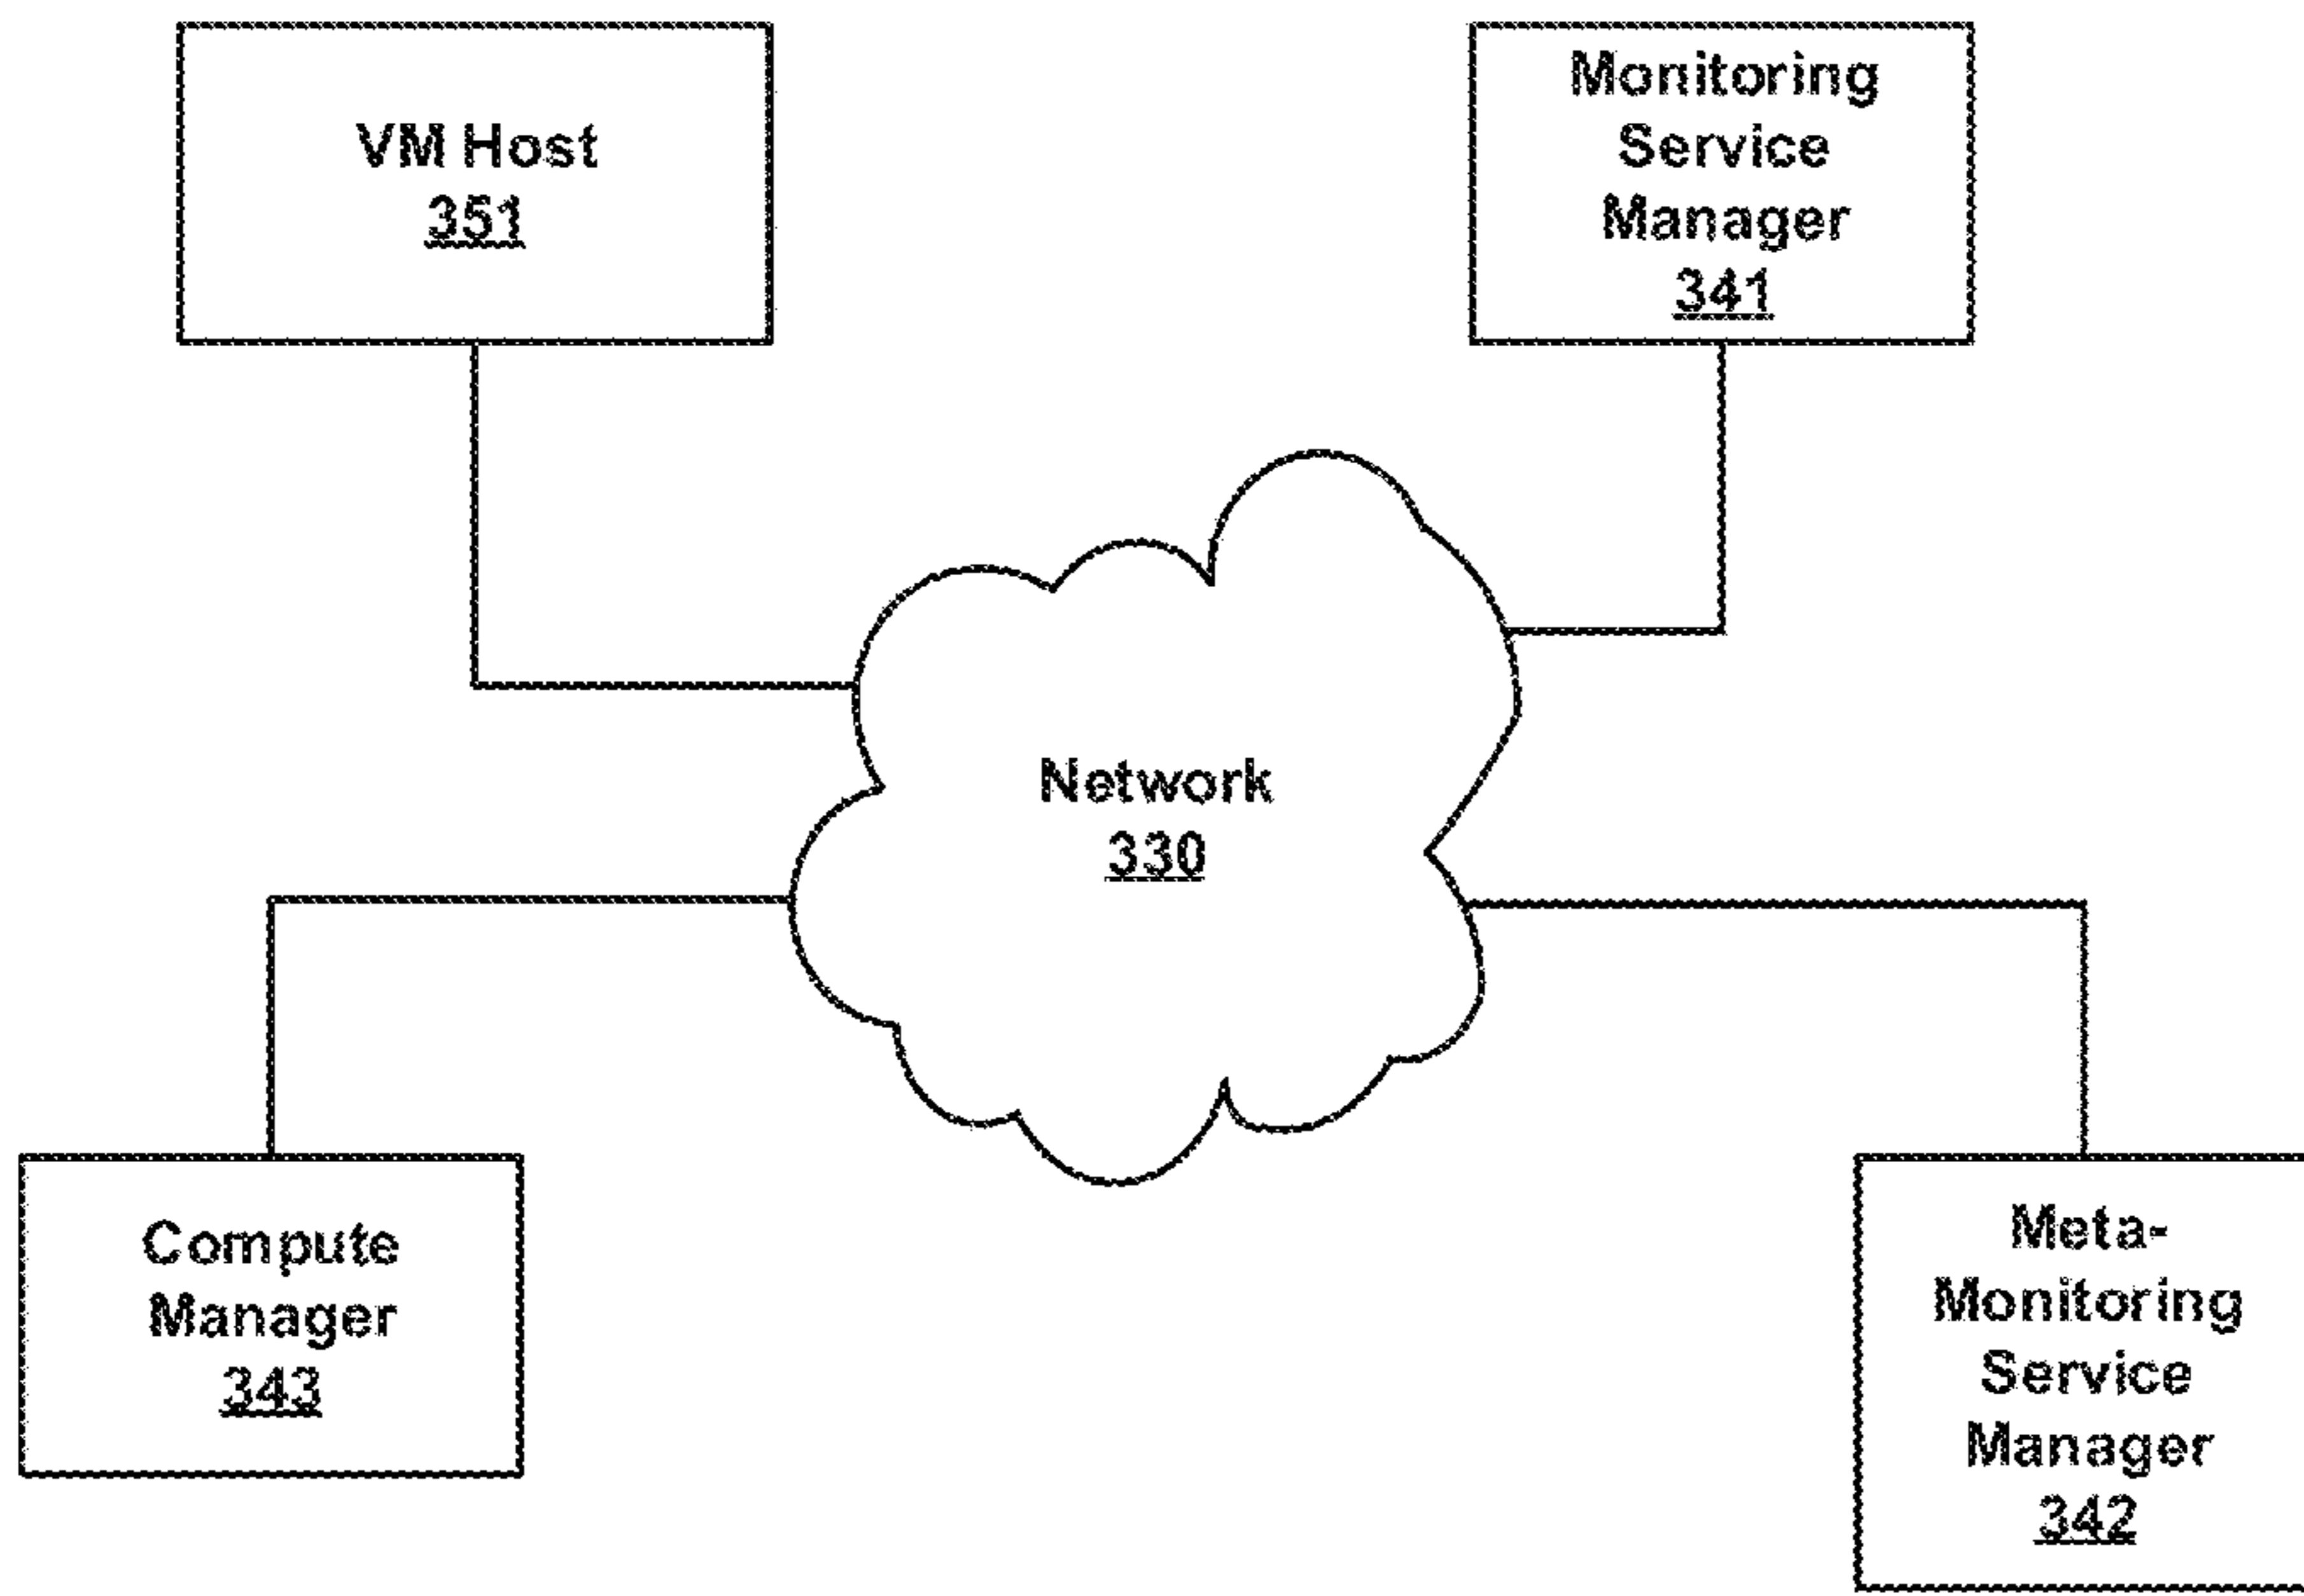 VM Host
351
Monitoring
Service
Manager
341
Network
330
Compute
Manager
343
Meta-
Monitoring
Service
Manager
342